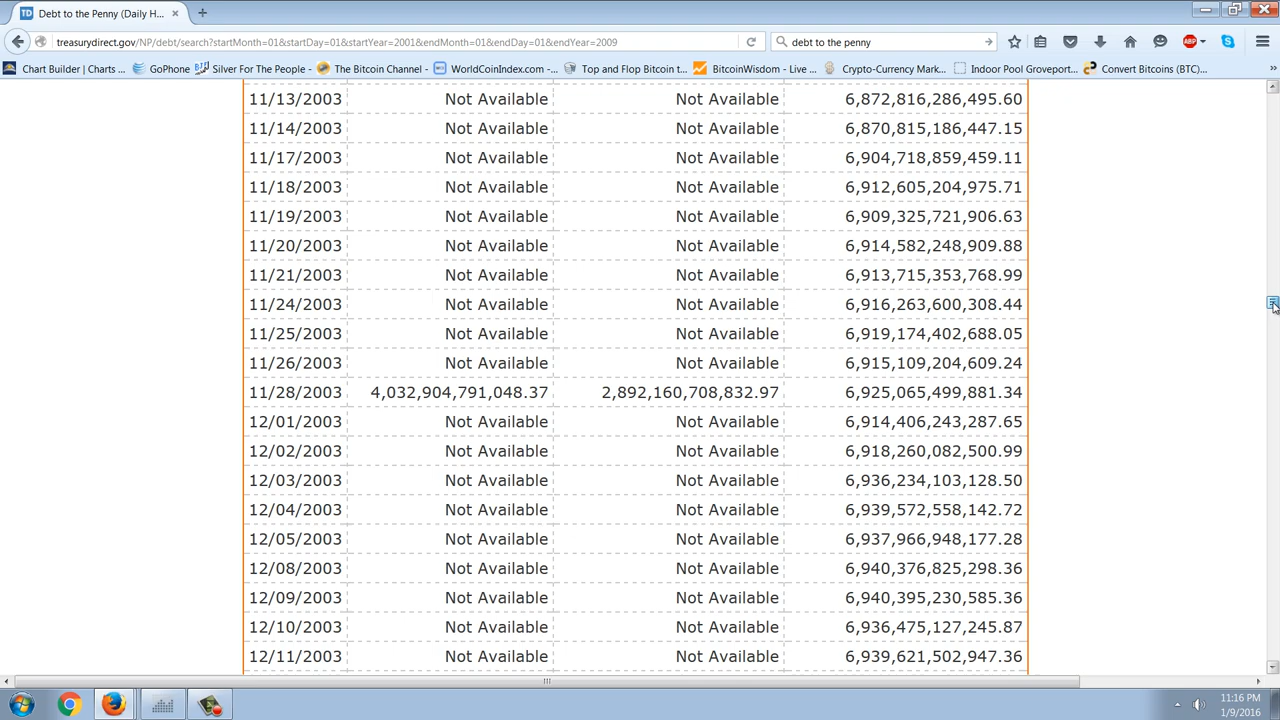 Debt to the Penny (Daily H...
treasurydirect.gov/NP/debt/search?startMonth=01&startDay=01&startYear=2001&endMonth=01&endDay=01&endYear=2009
debt to the penny
Chart Builder | Charts ...
GoPhone
Silver For The People - ...
The Bitcoin Channel - ...
WorldCoinIndex.com -...
Top and Flop Bitcoin t...
BitcoinWisdom - Live ...
Crypto-Currency Mark...
Indoor Pool Groveport...
Convert Bitcoins (BTC)...
11/13/2003 Not Available Not Available 6,872,816,286,495.60
11/14/2003 Not Available Not Available 6,870,815,186,447.15
11/17/2003 Not Available Not Available 6,904,718,859,459.11
11/18/2003 Not Available Not Available 6,912,605,204,975.71
11/19/2003 Not Available Not Available 6,909,325,721,906.63
11/20/2003 Not Available Not Available 6,914,582,248,909.88
11/21/2003 Not Available Not Available 6,913,715,353,768.99
11/24/2003 Not Available Not Available 6,916,263,600,308.44
11/25/2003 Not Available Not Available 6,919,174,402,688.05
11/26/2003 Not Available Not Available 6,915,109,204,609.24
11/28/2003 4,032,904,791,048.37 2,892,160,708,832.97 6,925,065,499,881.34
12/01/2003 Not Available Not Available 6,914,406,243,287.65
12/02/2003 Not Available Not Available 6,918,260,082,500.99
12/03/2003 Not Available Not Available 6,936,234,103,128.50
12/04/2003 Not Available Not Available 6,939,572,558,142.72
12/05/2003 Not Available Not Available 6,937,966,948,177.28
12/08/2003 Not Available Not Available 6,940,376,825,298.36
12/09/2003 Not Available Not Available 6,940,395,230,585.36
12/10/2003 Not Available Not Available 6,936,475,127,245.87
12/11/2003 Not Available Not Available 6,939,621,502,947.36
11:16 PM
1/9/2016